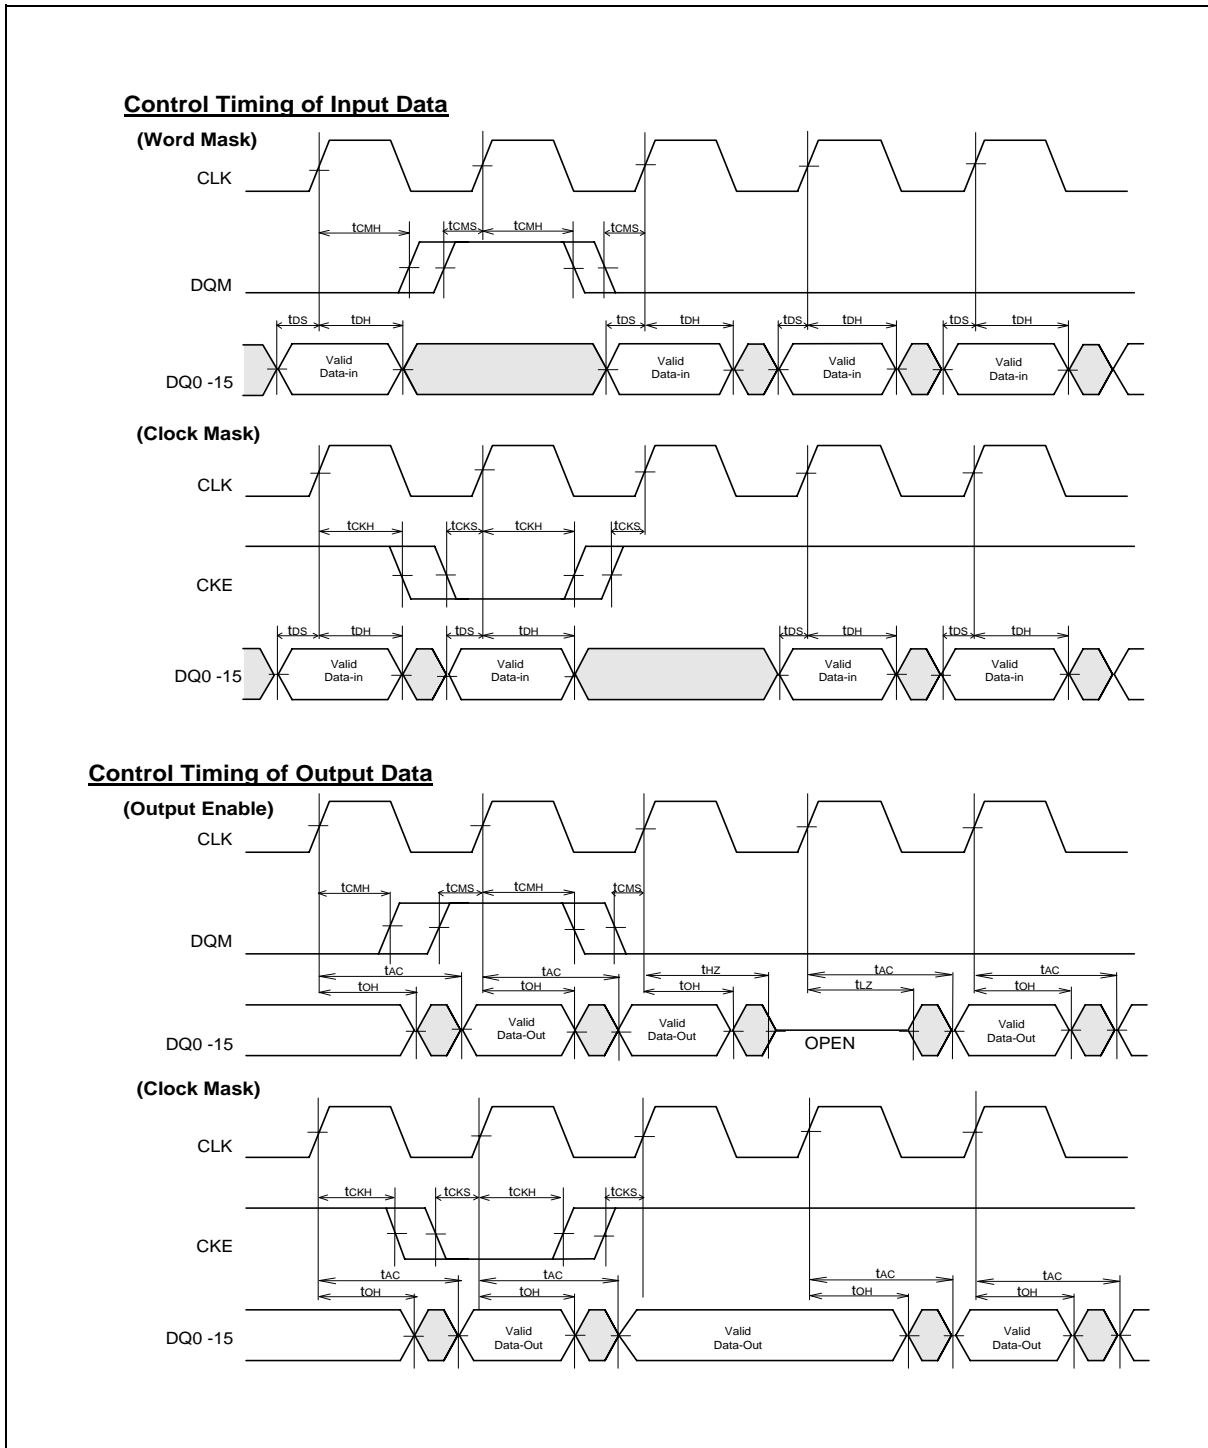 Control Timing of Input Data
(Word Mask)
CLK
tCMH tCMS tCMH tCMS
DQM
tDS tDH tDS tDH tDS tDH tDS tDH
DQ0 -15
Valid Data-in
Valid Data-in
Valid Data-in
Valid Data-in
(Clock Mask)
CLK
tCKH tCKS tCKH tCKS
CKE
tDS tDH tDS tDH tDS tDH tDS tDH
DQ0 -15
Valid Data-in
Valid Data-in
Valid Data-in
Valid Data-in
Control Timing of Output Data
(Output Enable)
CLK
tCMH tCMS tCMH tCMS
DQM
tAC tAC tHZ tAC tAC
tOH tOH tOH tLZ tOH
DQ0 -15
Valid Data-Out
Valid Data-Out
OPEN
Valid Data-Out
(Clock Mask)
CLK
tCKH tCKS tCKH tCKS
CKE
tAC tAC tAC tAC
tOH tOH tOH tOH
DQ0 -15
Valid Data-Out
Valid Data-Out
Valid Data-Out